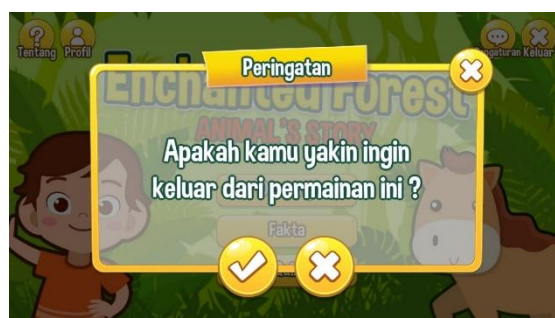 Tentang Profil
Pengaturan Keluar
Peringatan
Enchanted Forest
ANIMAL'S STORY
Apakah kamu yakin ingin
keluar dari permainan ini ?
Fakta